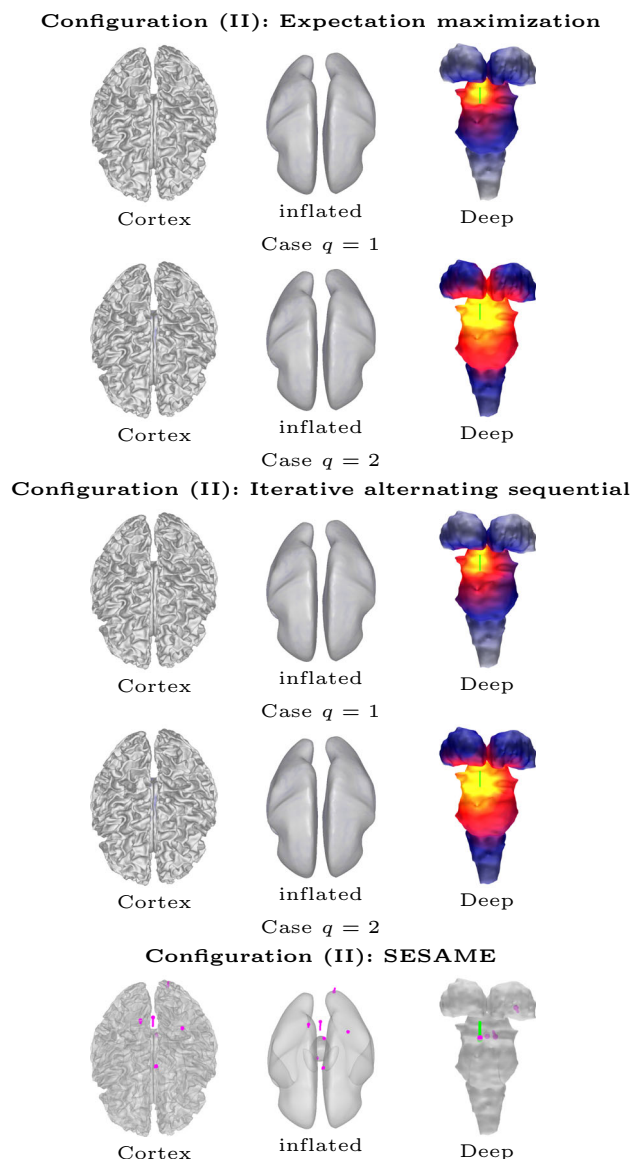 Configuration (II): Expectation maximization
Cortex inflated Deep
Case q = 1
Cortex inflated Deep
Case q = 2
Configuration (II): Iterative alternating sequential
Cortex inflated Deep
Case q = 1
Cortex inflated Deep
Case q = 2
Configuration (II): SESAME
Cortex inflated Deep